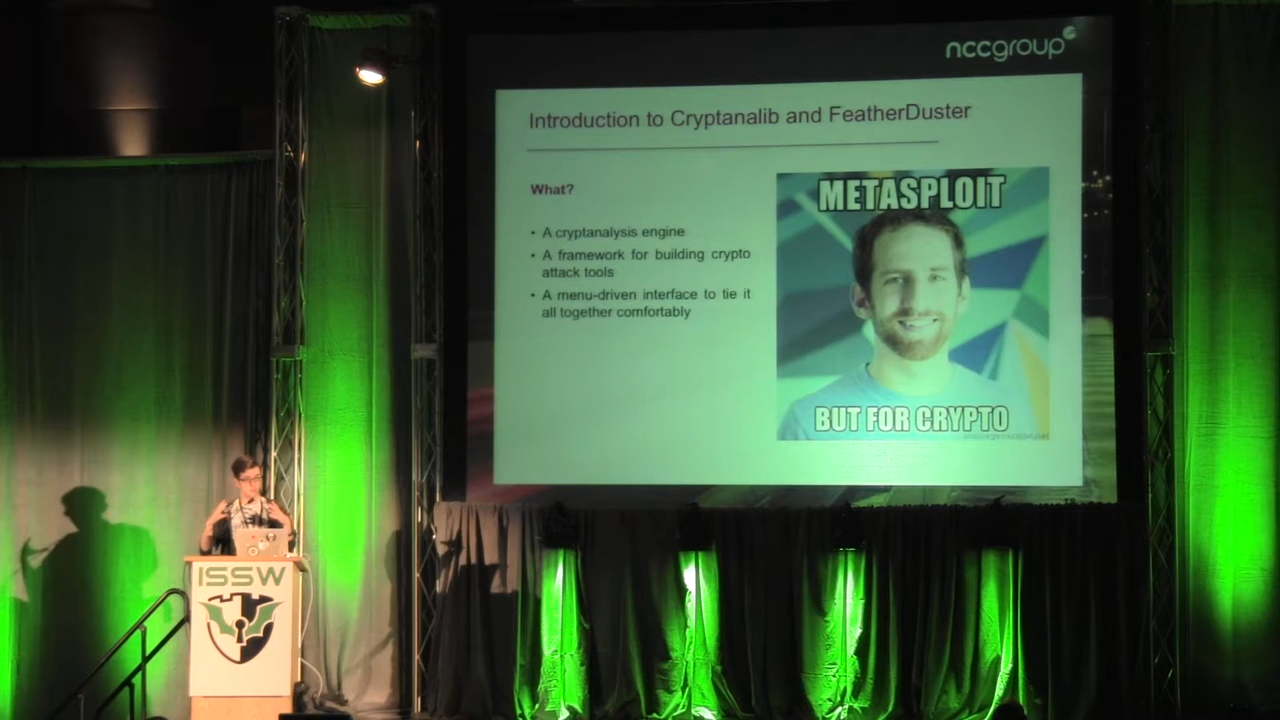 nccgroup
Introduction to Cryptanalib and FeatherDuster
What?
• A cryptanalysis engine
• A framework for building crypto
attack tools
• A menu-driven interface to tie it
all together comfortably
METASPLOIT
BUT FOR CRYPTO
ISSW